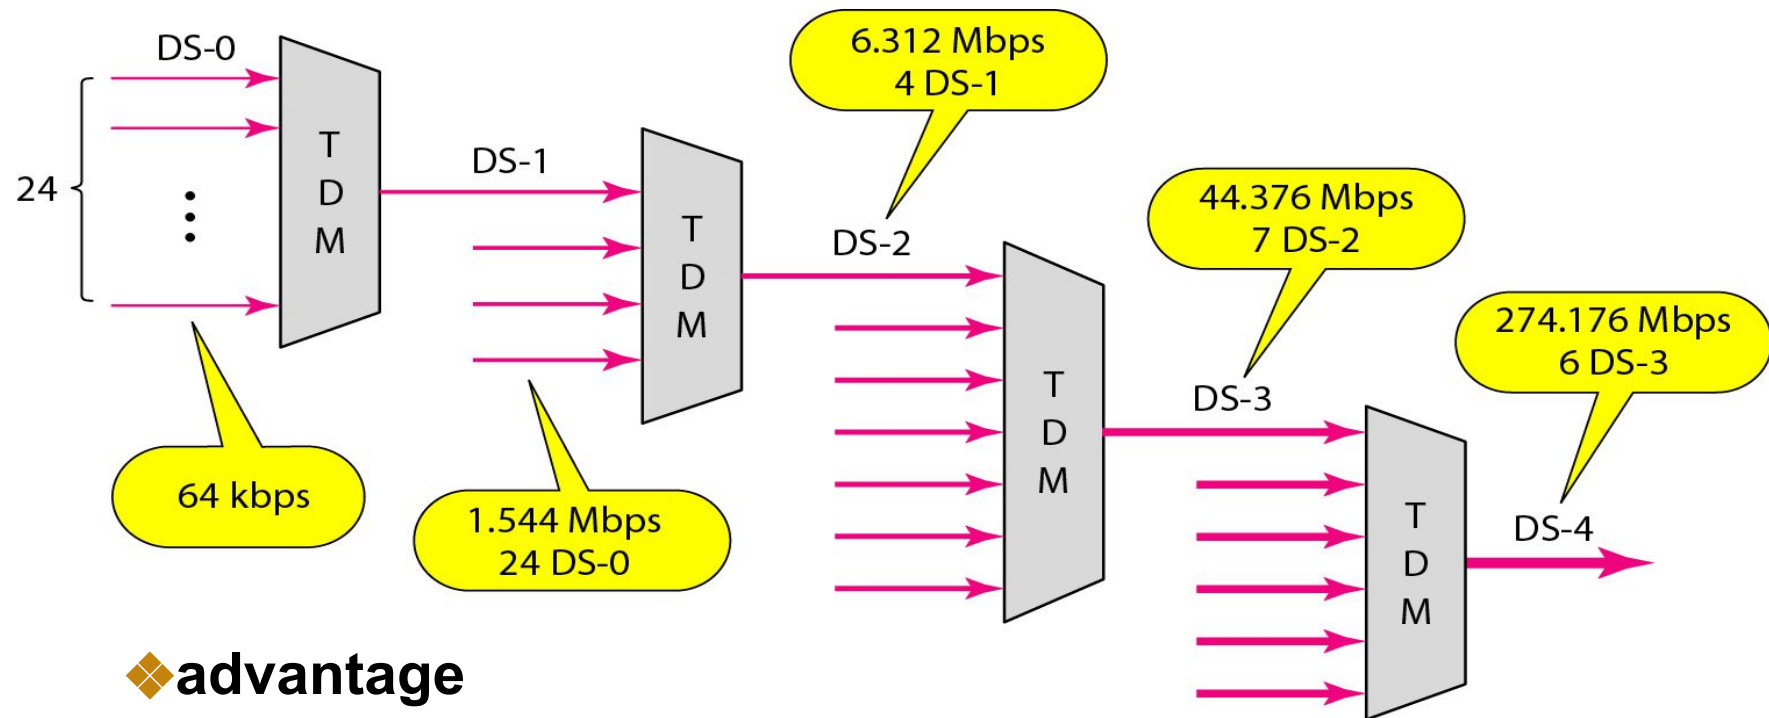 DS-0
24
T
D
M
64 kbps
DS-1
1.544 Mbps
24 DS-0
T
D
M
6.312 Mbps
4 DS-1
DS-2
T
D
M
44.376 Mbps
7 DS-2
DS-3
T
D
M
274.176 Mbps
6 DS-3
DS-4
advantage